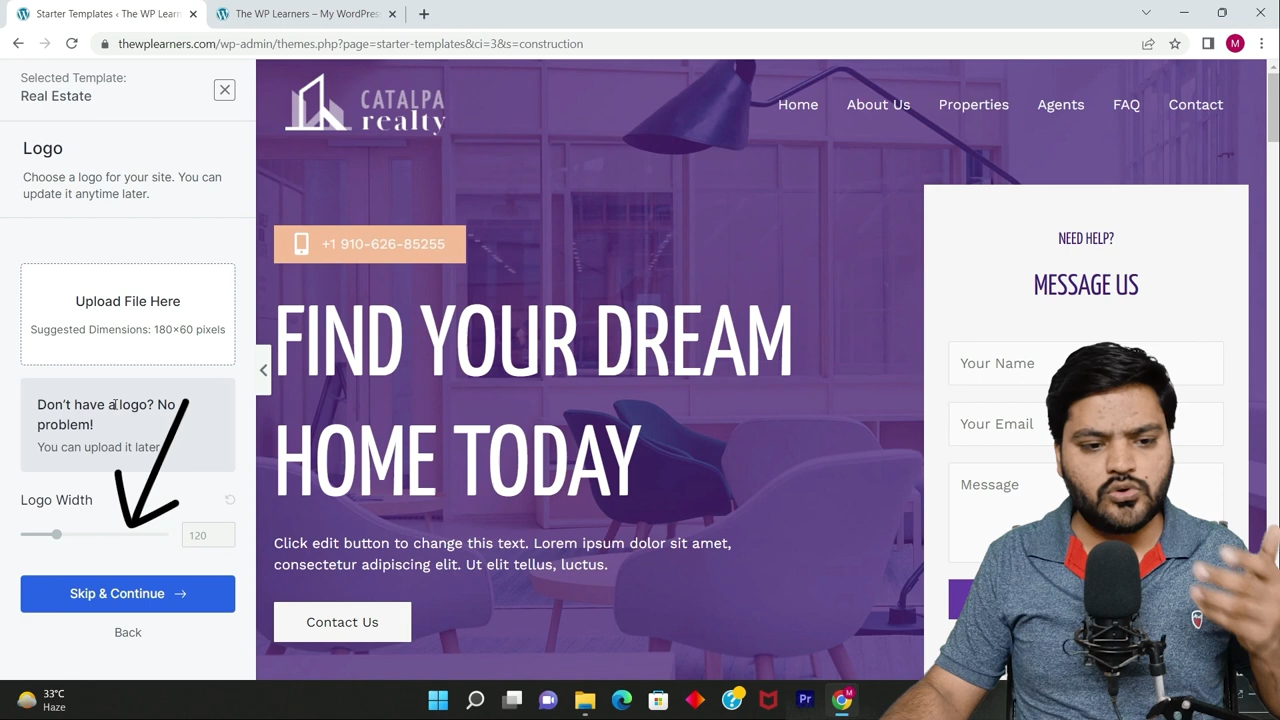 Starter Templates ‹ The WP Lear
The WP Learners – My WordPres
thewplearners.com/wp-admin/themes.php?page=starter-templates&ci=3&s=construction
M
Selected Template:
Real Estate
Logo
Choose a logo for your site. You can
update it anytime later.
Upload File Here
Suggested Dimensions: 180×60 pixels
Don't have a logo? No
problem!
You can upload it later
Logo Width
120
Skip & Continue
Back
CATALPA
realty
Home About Us Properties Agents FAQ Contact
+1 910-626-85255
FIND YOUR DREAM
HOME TODAY
Click edit button to change this text. Lorem ipsum dolor sit amet,
consectetur adipiscing elit. Ut elit tellus, luctus.
Contact Us
NEED HELP?
MESSAGE US
Your Name
Your Email
Message
33°C
Haze
Pr
M